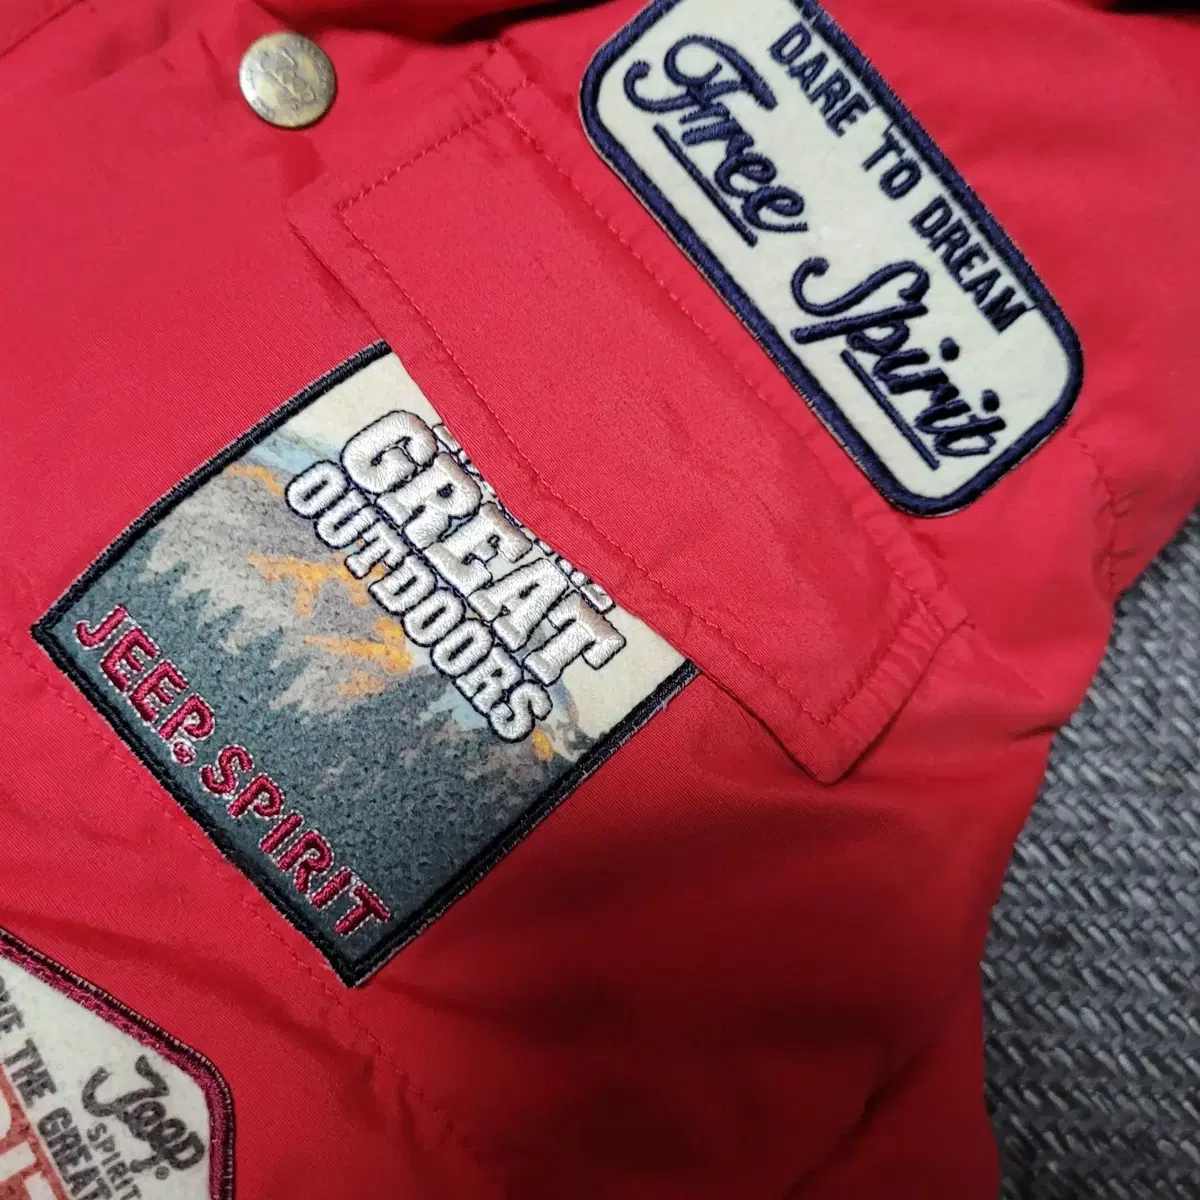 DARE TO DREAM
Free Spirit
GREAT
OUTDOORS
JEEP. SPIRIT
Jeep®
SPIRIT
THE GREAT